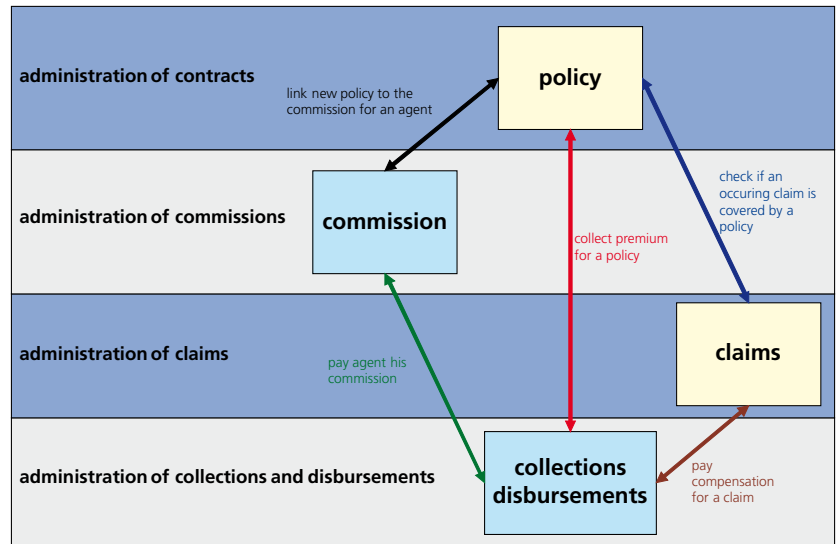 administration of contracts
policy
link new policy to the
commission for an agent
administration of commissions
commission
check if an
occuring claim is
covered by a
policy
collect premium
for a policy
administration of claims
claims
pay agent his
commission
administration of collections and disbursements
collections
disbursements
pay
compensation
for a claim